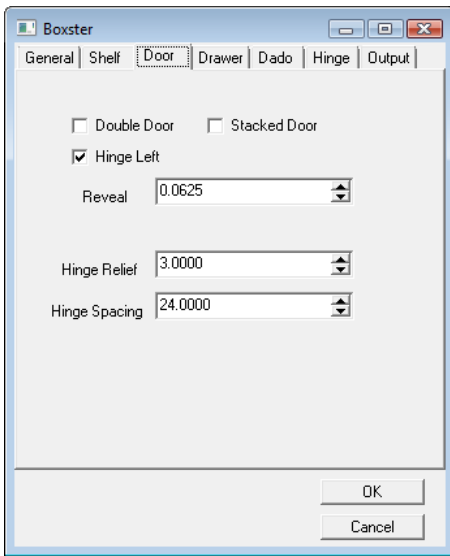 Boxster
General Shelf Door Drawer Dado Hinge Output
Double Door Stacked Door
Hinge Left
Reveal 0.0625
Hinge Relief 3.0000
Hinge Spacing 24.0000
OK
Cancel